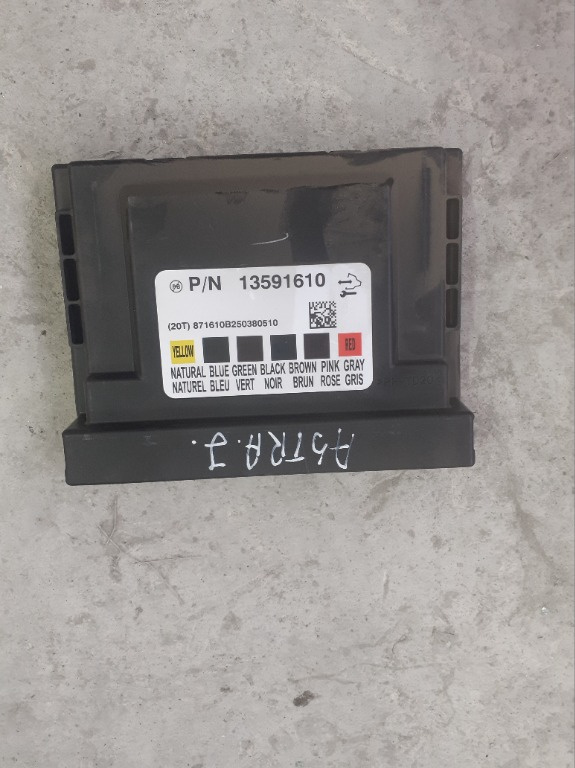 P/N 13591610
(20T) 871610B250380510
YELLOW RED
NATURAL BLUE GREEN BLACK BROWN PINK GRAY
NATUREL BLEU VERT NOIR BRUN ROSE GRIS
ASTRA J.